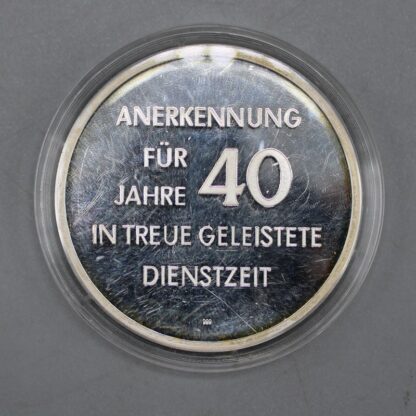 ANERKENNUNG
FÜR
JAHRE 40
IN TREUE GELEISTETE
DIENSTZEIT